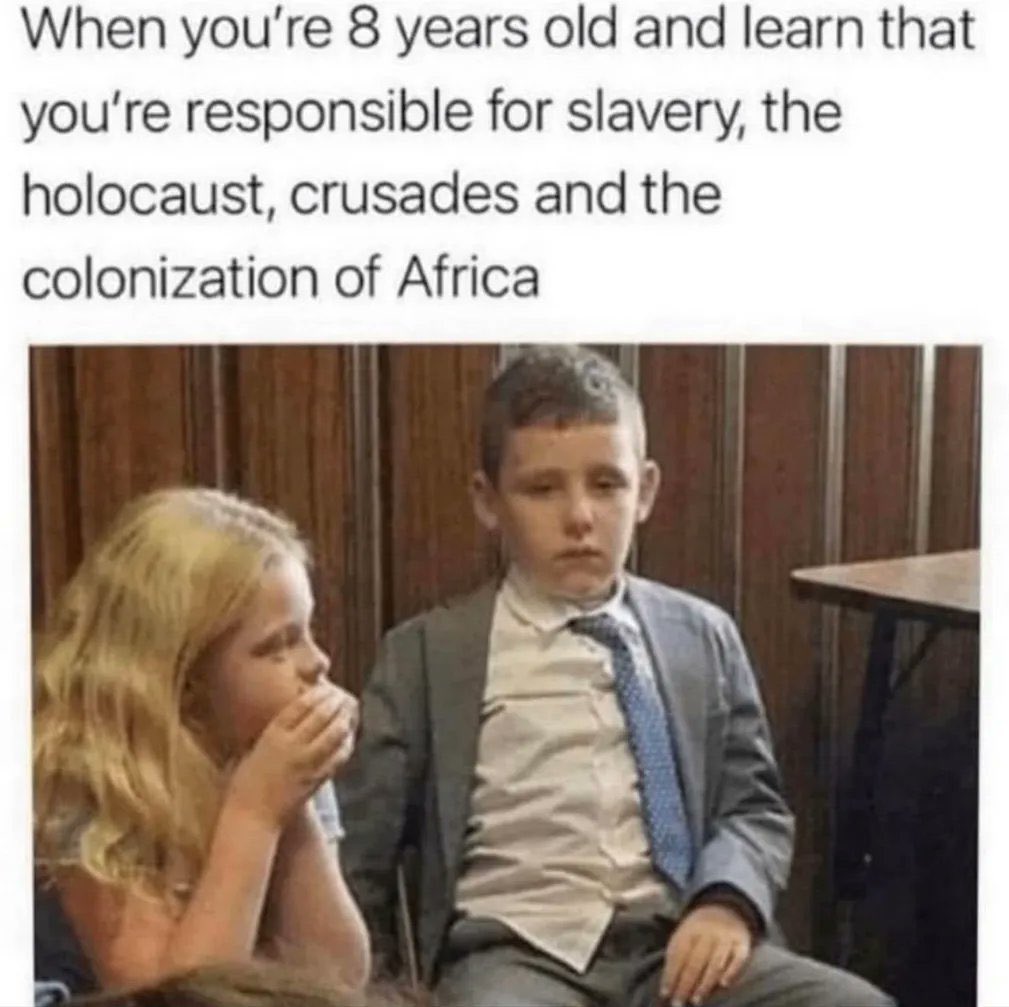 When you're 8 years old and learn that
you're responsible for slavery, the
holocaust, crusades and the
colonization of Africa